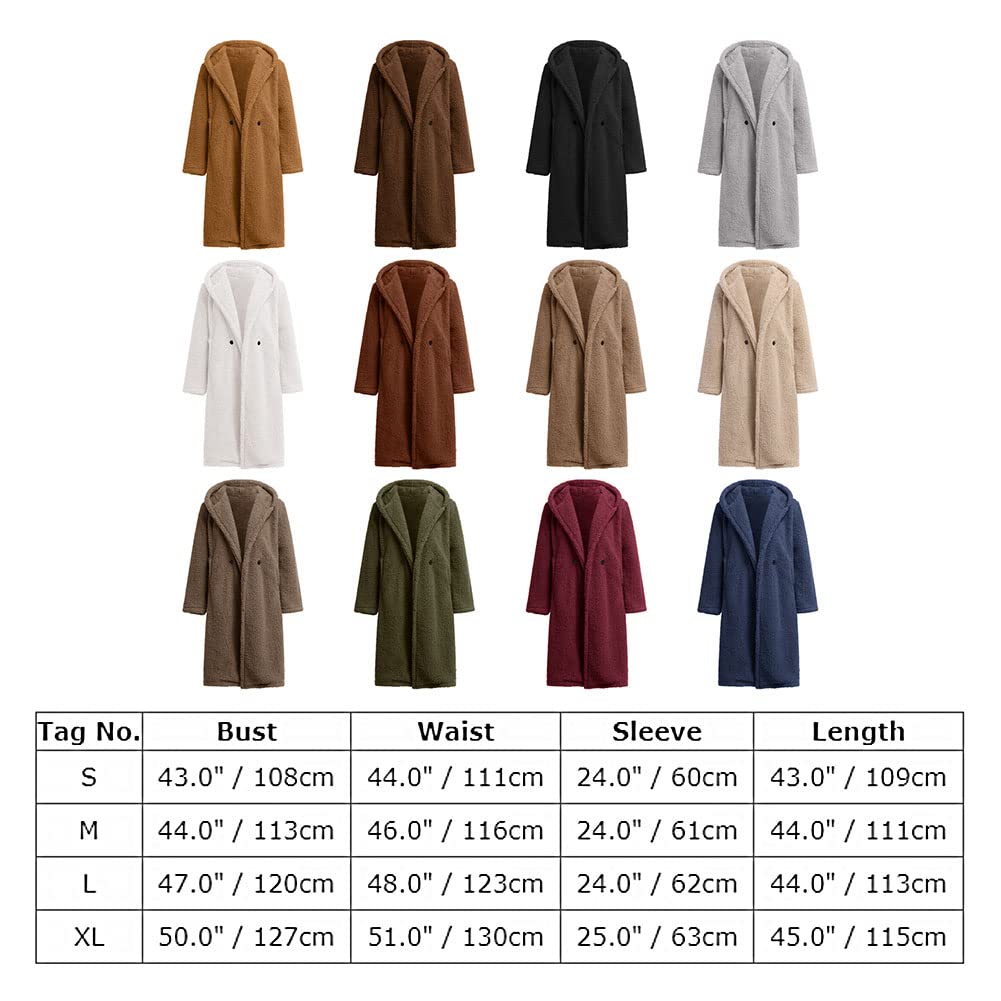 Tag No. Bust Waist Sleeve Length
S 43.0" / 108cm 44.0" / 111cm 24.0" / 60cm 43.0" / 109cm
M 44.0" / 113cm 46.0" / 116cm 24.0" / 61cm 44.0" / 111cm
L 47.0" / 120cm 48.0" / 123cm 24.0" / 62cm 44.0" / 113cm
XL 50.0" / 127cm 51.0" / 130cm 25.0" / 63cm 45.0" / 115cm